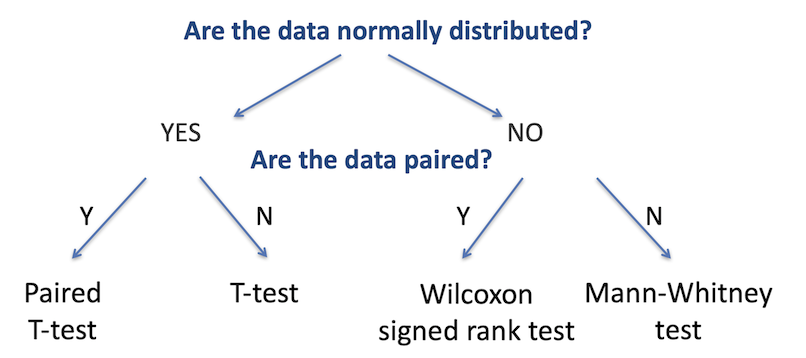 Are the data normally distributed?
YES
NO
Are the data paired?
Y
N
Y
N
Paired
T-test
T-test
Wilcoxon
signed rank test
Mann-Whitney
test